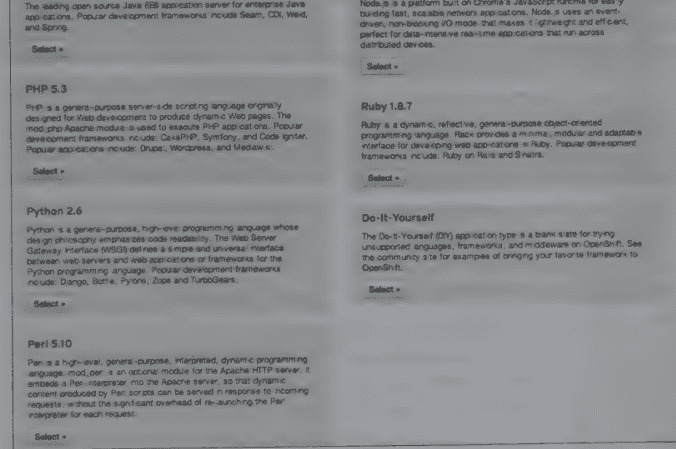 The leading open source Java EE6 application server for enterprise Java
applications. Popular development frameworks include Seam, CDI, Weld,
and Spring.
Select »
PHP 5.3
PHP is a general-purpose server-side scripting language originally
designed for Web development to produce dynamic Web pages. The
mod_php Apache module is used to execute PHP applications. Popular
development frameworks include: CakePHP, Symfony, and Code Igniter.
Popular applications include: Drupal, Wordpress, and Mediawiki.
Select »
Python 2.6
Python is a general-purpose, high-level programming language whose
design philosophy emphasizes code readability. The Web Server
Gateway Interface (WSGI) defines a simple and universal interface
between web servers and web applications or frameworks for the
Python programming language. Popular development frameworks
include: Django, Bottle, Pylons, Zope and TurboGears.
Select »
Perl 5.10
Perl is a high-level, general-purpose, interpreted, dynamic programming
language. mod_perl is an optional module for the Apache HTTP server. It
embeds a Perl interpreter into the Apache server, so that dynamic
content produced by Perl scripts can be served in response to incoming
requests, without the significant overhead of re-launching the Perl
interpreter for each request.
Select »
Node.js is a platform built on Chrome's JavaScript runtime for easily
building fast, scalable network applications. Node.js uses an event-
driven, non-blocking I/O model that makes it lightweight and efficient,
perfect for data-intensive real-time applications that run across
distributed devices.
Select »
Ruby 1.8.7
Ruby is a dynamic, reflective, general-purpose object-oriented
programming language. Rack provides a minimal, modular and adaptable
interface for developing web applications in Ruby. Popular development
frameworks include: Ruby on Rails and Sinatra.
Select »
Do-It-Yourself
The Do-It-Yourself (DIY) application type is a blank slate for trying
unsupported languages, frameworks, and middleware on OpenShift. See
the community site for examples of bringing your favorite framework to
OpenShift.
Select »